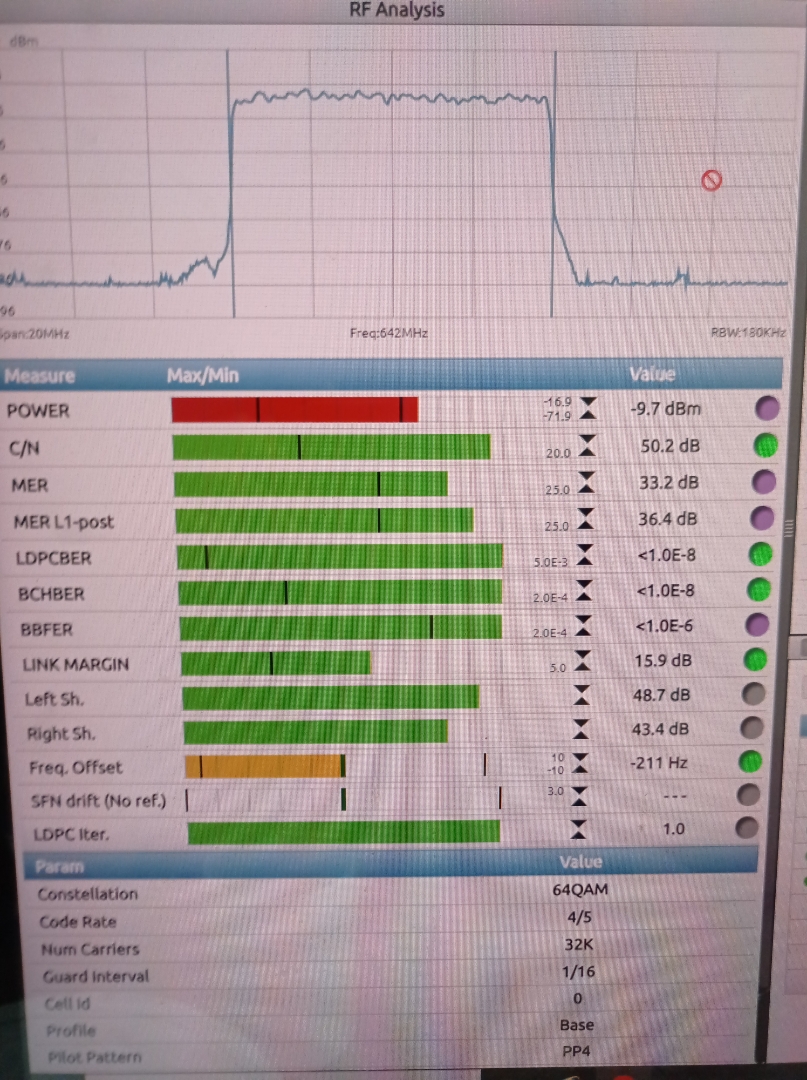 RF Analysis
dBm
96
Span:20MHz Freq:642MHz RBW:180KHz
Measure Max/Min Value
POWER -16.9 -71.9 -9.7 dBm
C/N 20.0 50.2 dB
MER 25.0 33.2 dB
MER L1-post 25.0 36.4 dB
LDPCBER 5.0E-3 <1.0E-8
BCHBER 2.0E-4 <1.0E-8
BBFER 2.0E-4 <1.0E-6
LINK MARGIN 5.0 15.9 dB
Left Sh. 48.7 dB
Right Sh. 43.4 dB
Freq. Offset 10 -10 -211 Hz
SFN drift (No ref.) 3.0 ---
LDPC Iter. 1.0
Param Value
Constellation 64QAM
Code Rate 4/5
Num Carriers 32K
Guard Interval 1/16
Cell Id 0
Profile Base
Pilot Pattern PP4